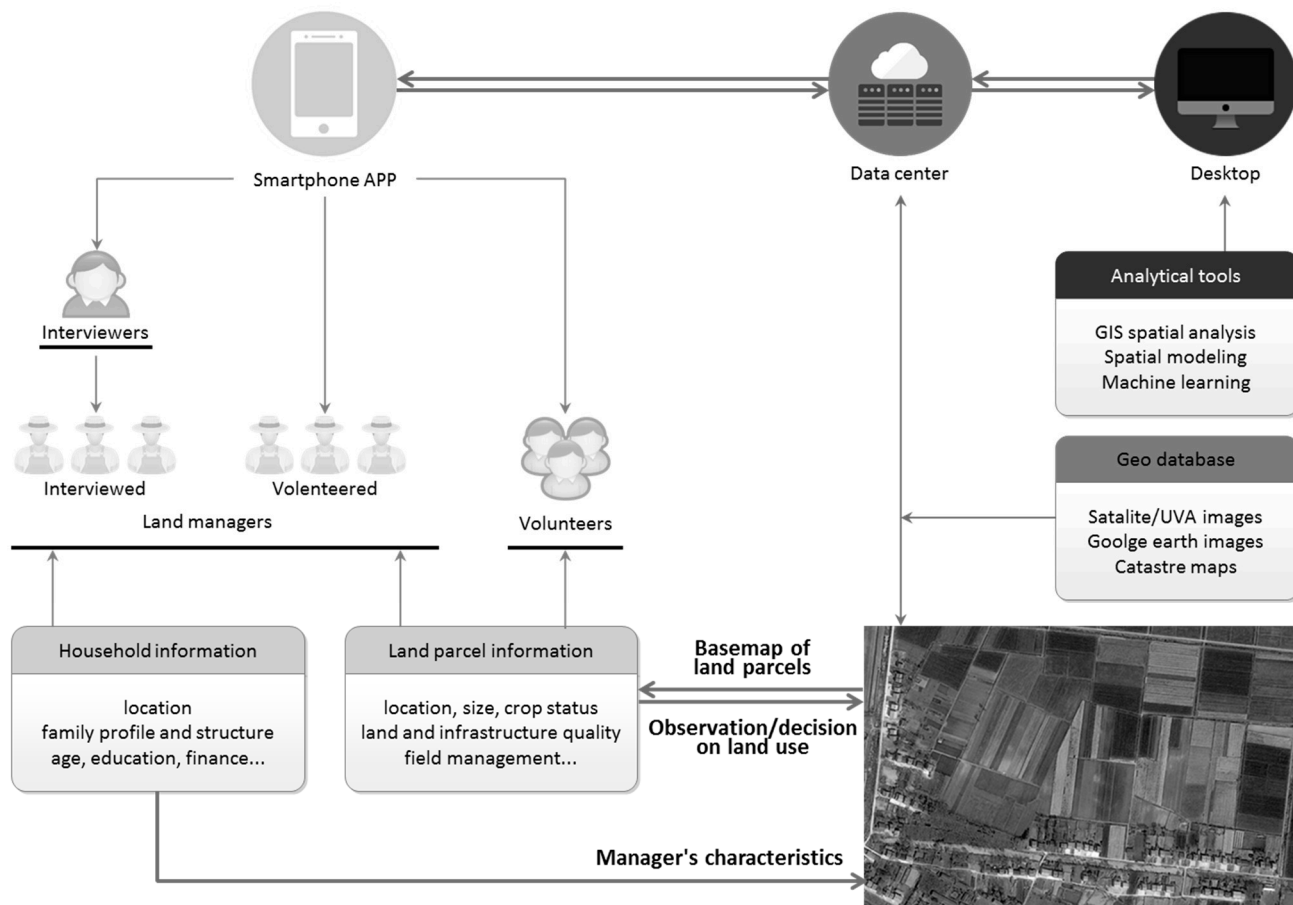 Smartphone APP
Data center
Desktop
Interviewers
Interviewed
Volenteered
Land managers
Volunteers
Analytical tools
GIS spatial analysis
Spatial modeling
Machine learning
Geo database
Satalite/UVA images
Goolge earth images
Catastre maps
Household information
location
family profile and structure
age, education, finance...
Land parcel information
location, size, crop status
land and infrastructure quality
field management...
Basemap of
land parcels
Observation/decision
on land use
Manager's characteristics